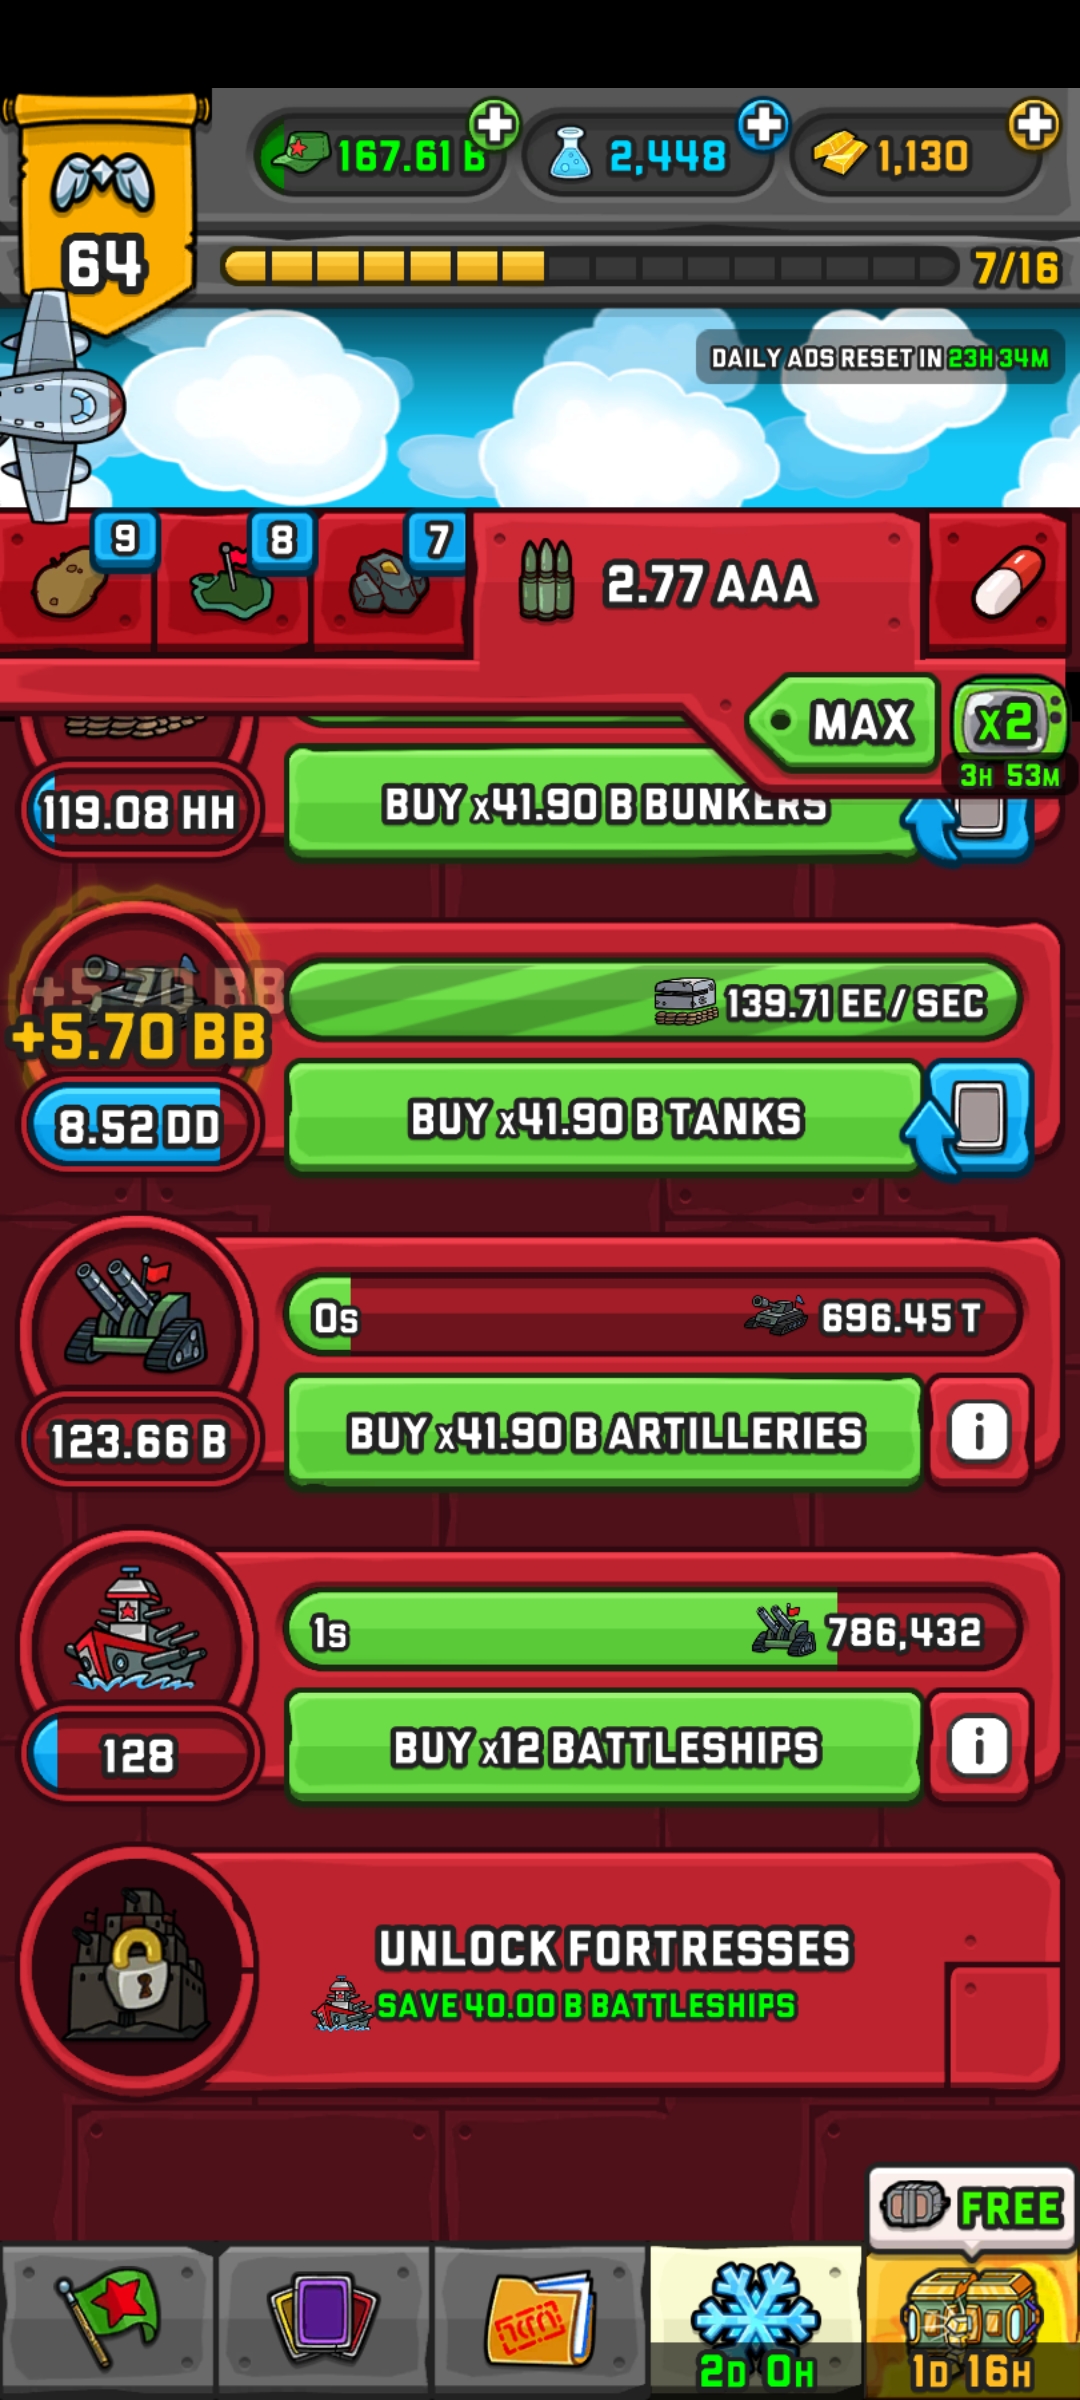 167.61 B
2,448
1,130
64
7/16
DAILY ADS RESET IN 23H 34M
9
8
7
2.77 AAA
MAX
x2
3H 53M
119.08 HH
BUY x41.90 B BUNKERS
+5.70 BB
+5.70 BB
139.71 EE / SEC
8.52 DD
BUY x41.90 B TANKS
0s
696.45 T
123.66 B
BUY x41.90 B ARTILLERIES
i
1s
786,432
128
BUY x12 BATTLESHIPS
i
UNLOCK FORTRESSES
SAVE 40.00 B BATTLESHIPS
FREE
2D 0H
1D 16H